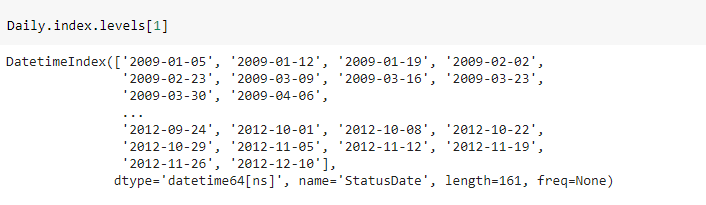 Daily.index.levels[1]
DatetimeIndex(['2009-01-05', '2009-01-12', '2009-01-19', '2009-02-02',
'2009-02-23', '2009-03-09', '2009-03-16', '2009-03-23',
'2009-03-30', '2009-04-06',
...
'2012-09-24', '2012-10-01', '2012-10-08', '2012-10-22',
'2012-10-29', '2012-11-05', '2012-11-12', '2012-11-19',
'2012-11-26', '2012-12-10'],
dtype='datetime64[ns]', name='StatusDate', length=161, freq=None)